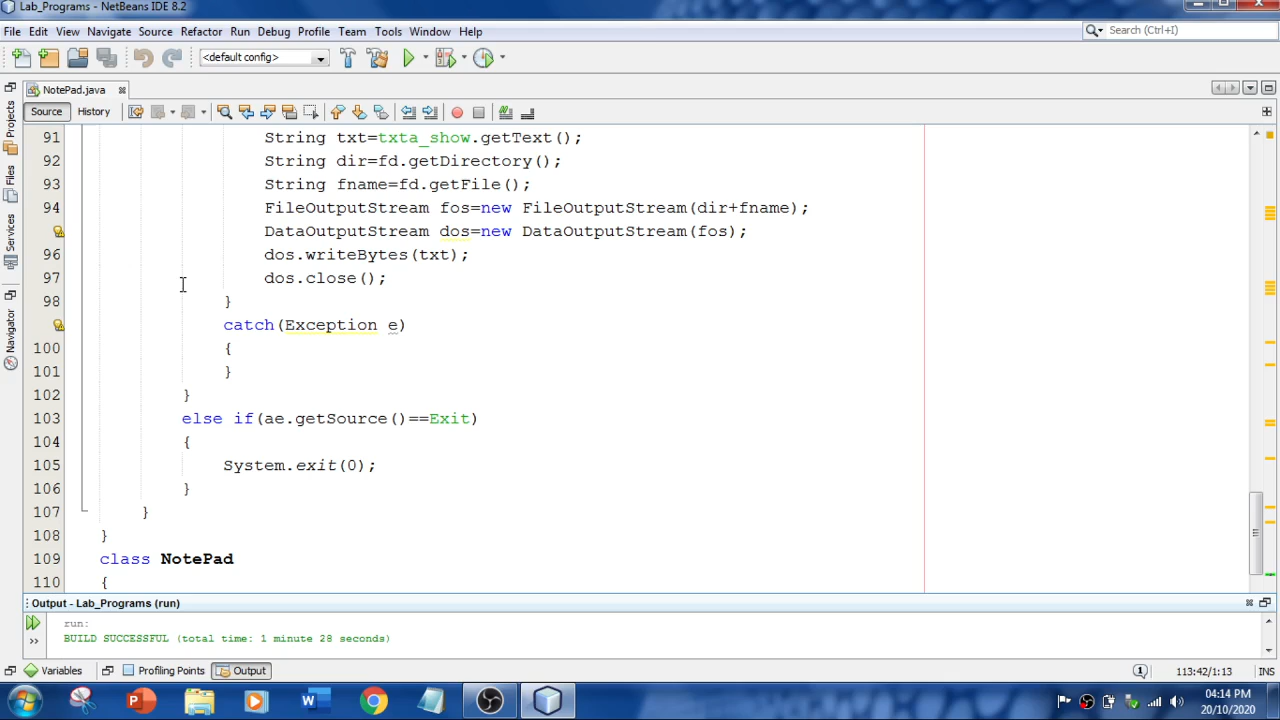 Lab_Programs - NetBeans IDE 8.2
File Edit View Navigate Source Refactor Run Debug Profile Team Tools Window Help
Search (Ctrl+I)
<default config>
NotePad.java
Source History
Projects
Files
Services
Navigator
91 String txt=txta_show.getText();
92 String dir=fd.getDirectory();
93 String fname=fd.getFile();
94 FileOutputStream fos=new FileOutputStream(dir+fname);
DataOutputStream dos=new DataOutputStream(fos);
96 dos.writeBytes(txt);
97 dos.close();
98 }
catch(Exception e)
100 {
101 }
102 }
103 else if(ae.getSource()==Exit)
104 {
105 System.exit(0);
106 }
107 }
108 }
109 class NotePad
110 {
Output - Lab_Programs (run)
run:
BUILD SUCCESSFUL (total time: 1 minute 28 seconds)
Variables Profiling Points Output
1 113:42/1:13 INS
04:14 PM
20/10/2020